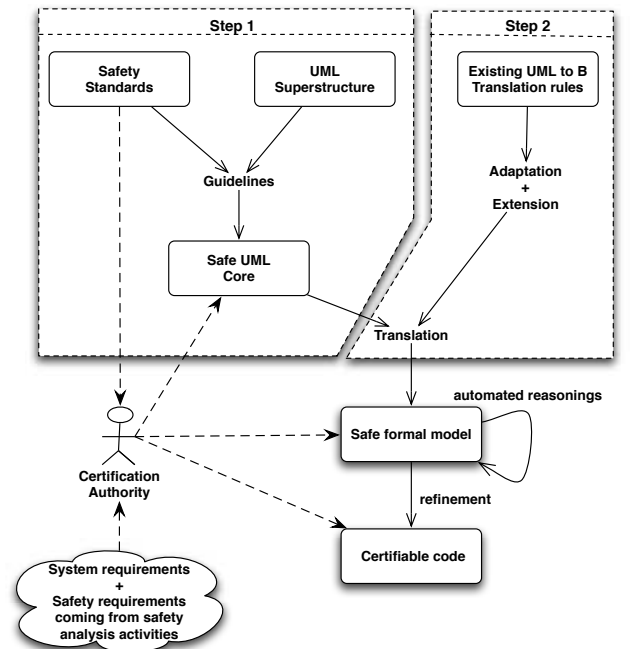 Step 1
Step 2
Safety
Standards
UML
Superstructure
Existing UML to B
Translation rules
Guidelines
Adaptation
+
Extension
Safe UML
Core
Translation
automated reasonings
Safe formal model
Certification
Authority
refinement
Certifiable code
System requirements
+
Safety requirements
coming from safety
analysis activities